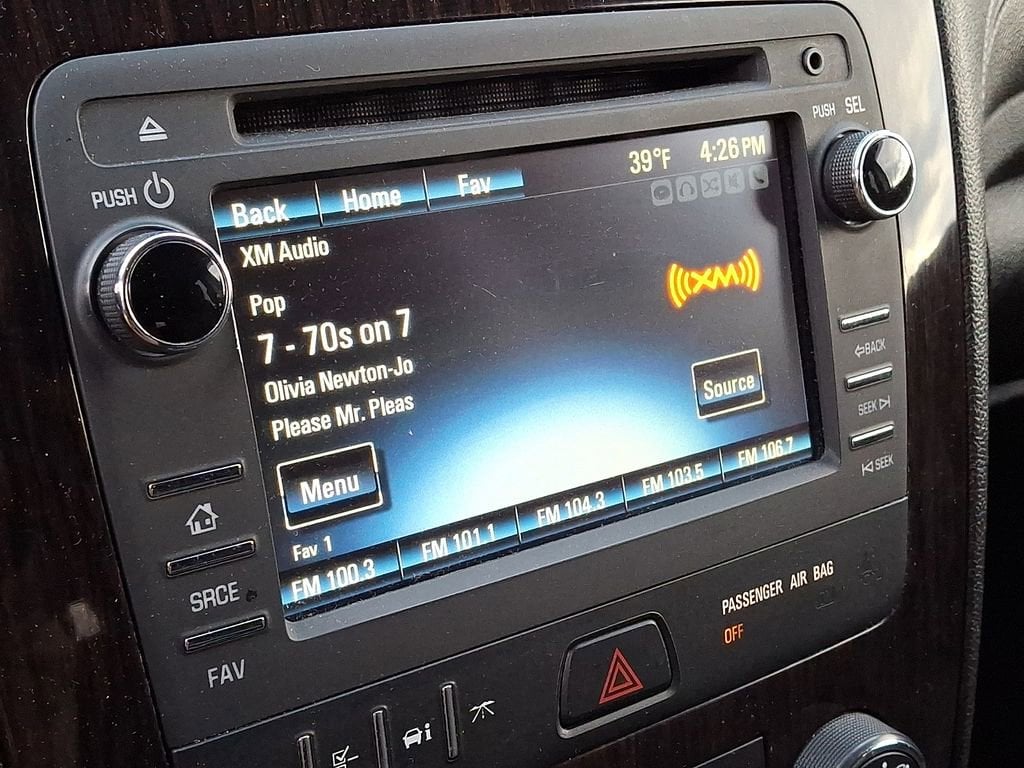 PUSH SEL
PUSH
39°F 4:26 PM
Back Home Fav
XM Audio
XM
Pop
7 - 70s on 7
Olivia Newton-Jo
Please Mr. Pleas
Source
Menu
Fav 1
FM 100.3 FM 101.1 FM 104.3 FM 103.5 FM 106.7
BACK
SEEK
SEEK
SRCE
FAV
PASSENGER AIR BAG
OFF
i